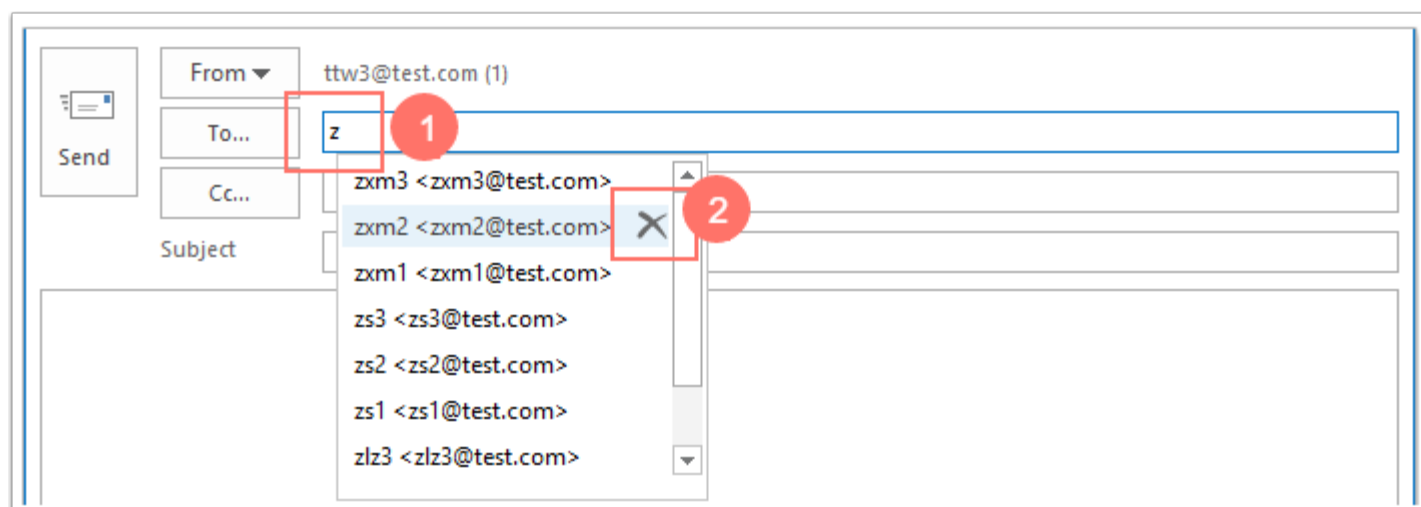 From ttw3@test.com (1)
To... z 1
Send
Cc...
Subject
zxm3 <zxm3@test.com>
zxm2 <zxm2@test.com> 2
zxm1 <zxm1@test.com>
zs3 <zs3@test.com>
zs2 <zs2@test.com>
zs1 <zs1@test.com>
zlz3 <zlz3@test.com>